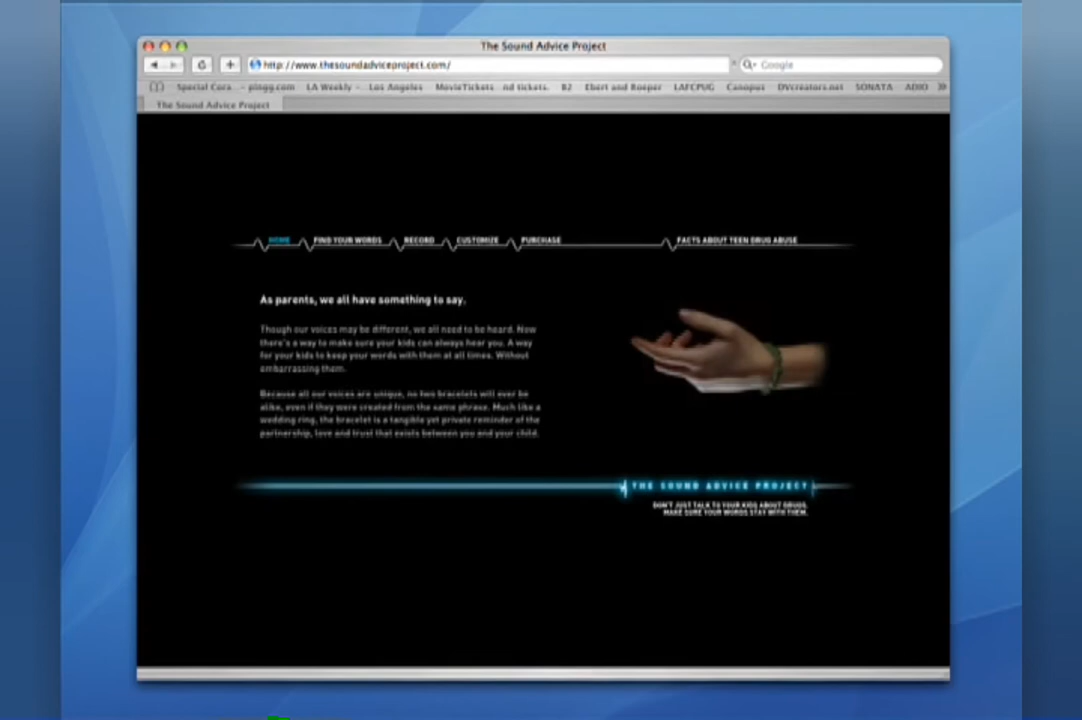 The Sound Advice Project
http://www.thesoundadviceproject.com/
Google
Special Cora... - pingg.com LA Weekly - Los Angeles MovieTickets nd tickets. B2 Ebert and Roeper LAFCPUG Canopus DVcreators.net SONATA ADIO »
The Sound Advice Project
HOME FIND YOUR WORDS RECORD CUSTOMIZE PURCHASE FACTS ABOUT TEEN DRUG ABUSE
As parents, we all have something to say.
Though our voices may be different, we all need to be heard. Now
there's a way to make sure your kids can always hear you. A way
for your kids to keep your words with them at all times. Without
embarrassing them.
Because all our voices are unique, no two bracelets will ever be
alike, even if they were created from the same phrase. Much like a
wedding ring, the bracelet is a tangible yet private reminder of the
partnership, love and trust that exists between you and your child.
THE SOUND ADVICE PROJECT
DON'T JUST TALK TO YOUR KIDS ABOUT DRUGS.
MAKE SURE YOUR WORDS STAY WITH THEM.